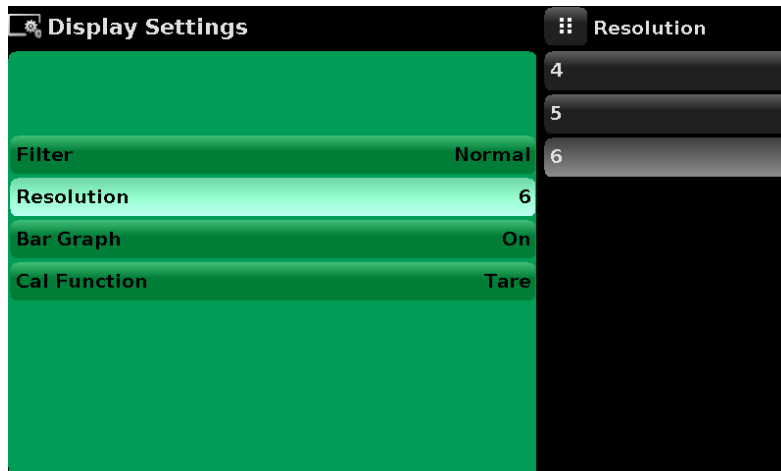 Display Settings
Filter Normal
Resolution 6
Bar Graph On
Cal Function Tare
Resolution
4
5
6